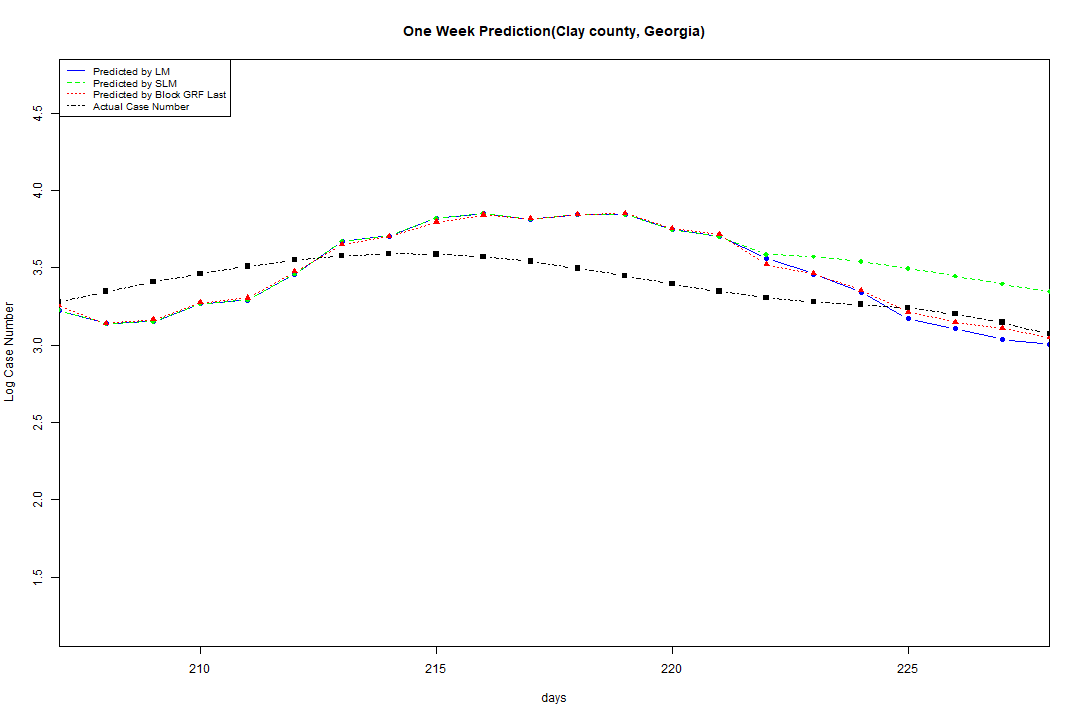 One Week Prediction(Clay county, Georgia)
Predicted by LM
Predicted by SLM
Predicted by Block GRF Last
Actual Case Number
Log Case Number
4.5
4.0
3.5
3.0
2.5
2.0
1.5
210
215
220
225
days